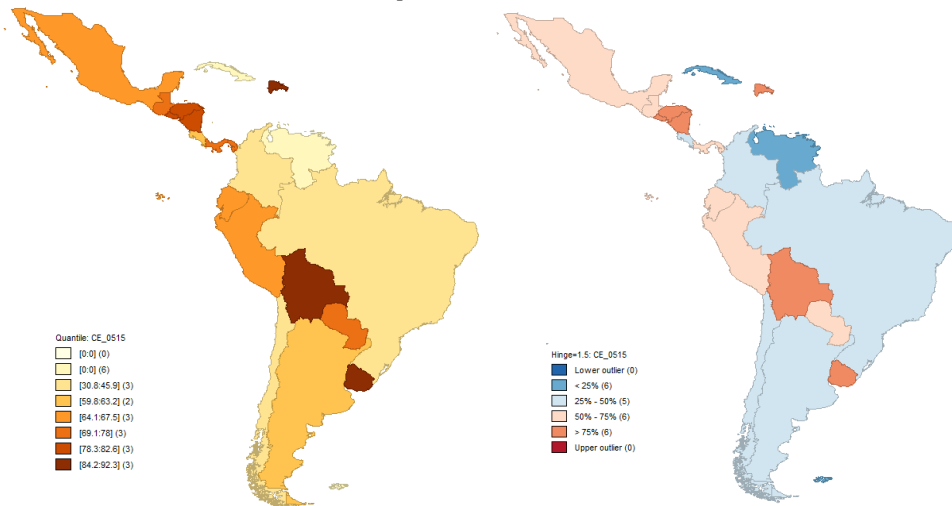 Quantile: CE_0515
[0:0] (0)
[0:0] (6)
[30.8:45.9] (3)
[59.8:63.2] (2)
[64.1:67.5] (3)
[69.1:78] (3)
[78.3:82.6] (3)
[84.2:92.3] (3)
Hinge=1.5: CE_0515
Lower outlier (0)
< 25% (6)
25% - 50% (5)
50% - 75% (6)
> 75% (6)
Upper outlier (0)